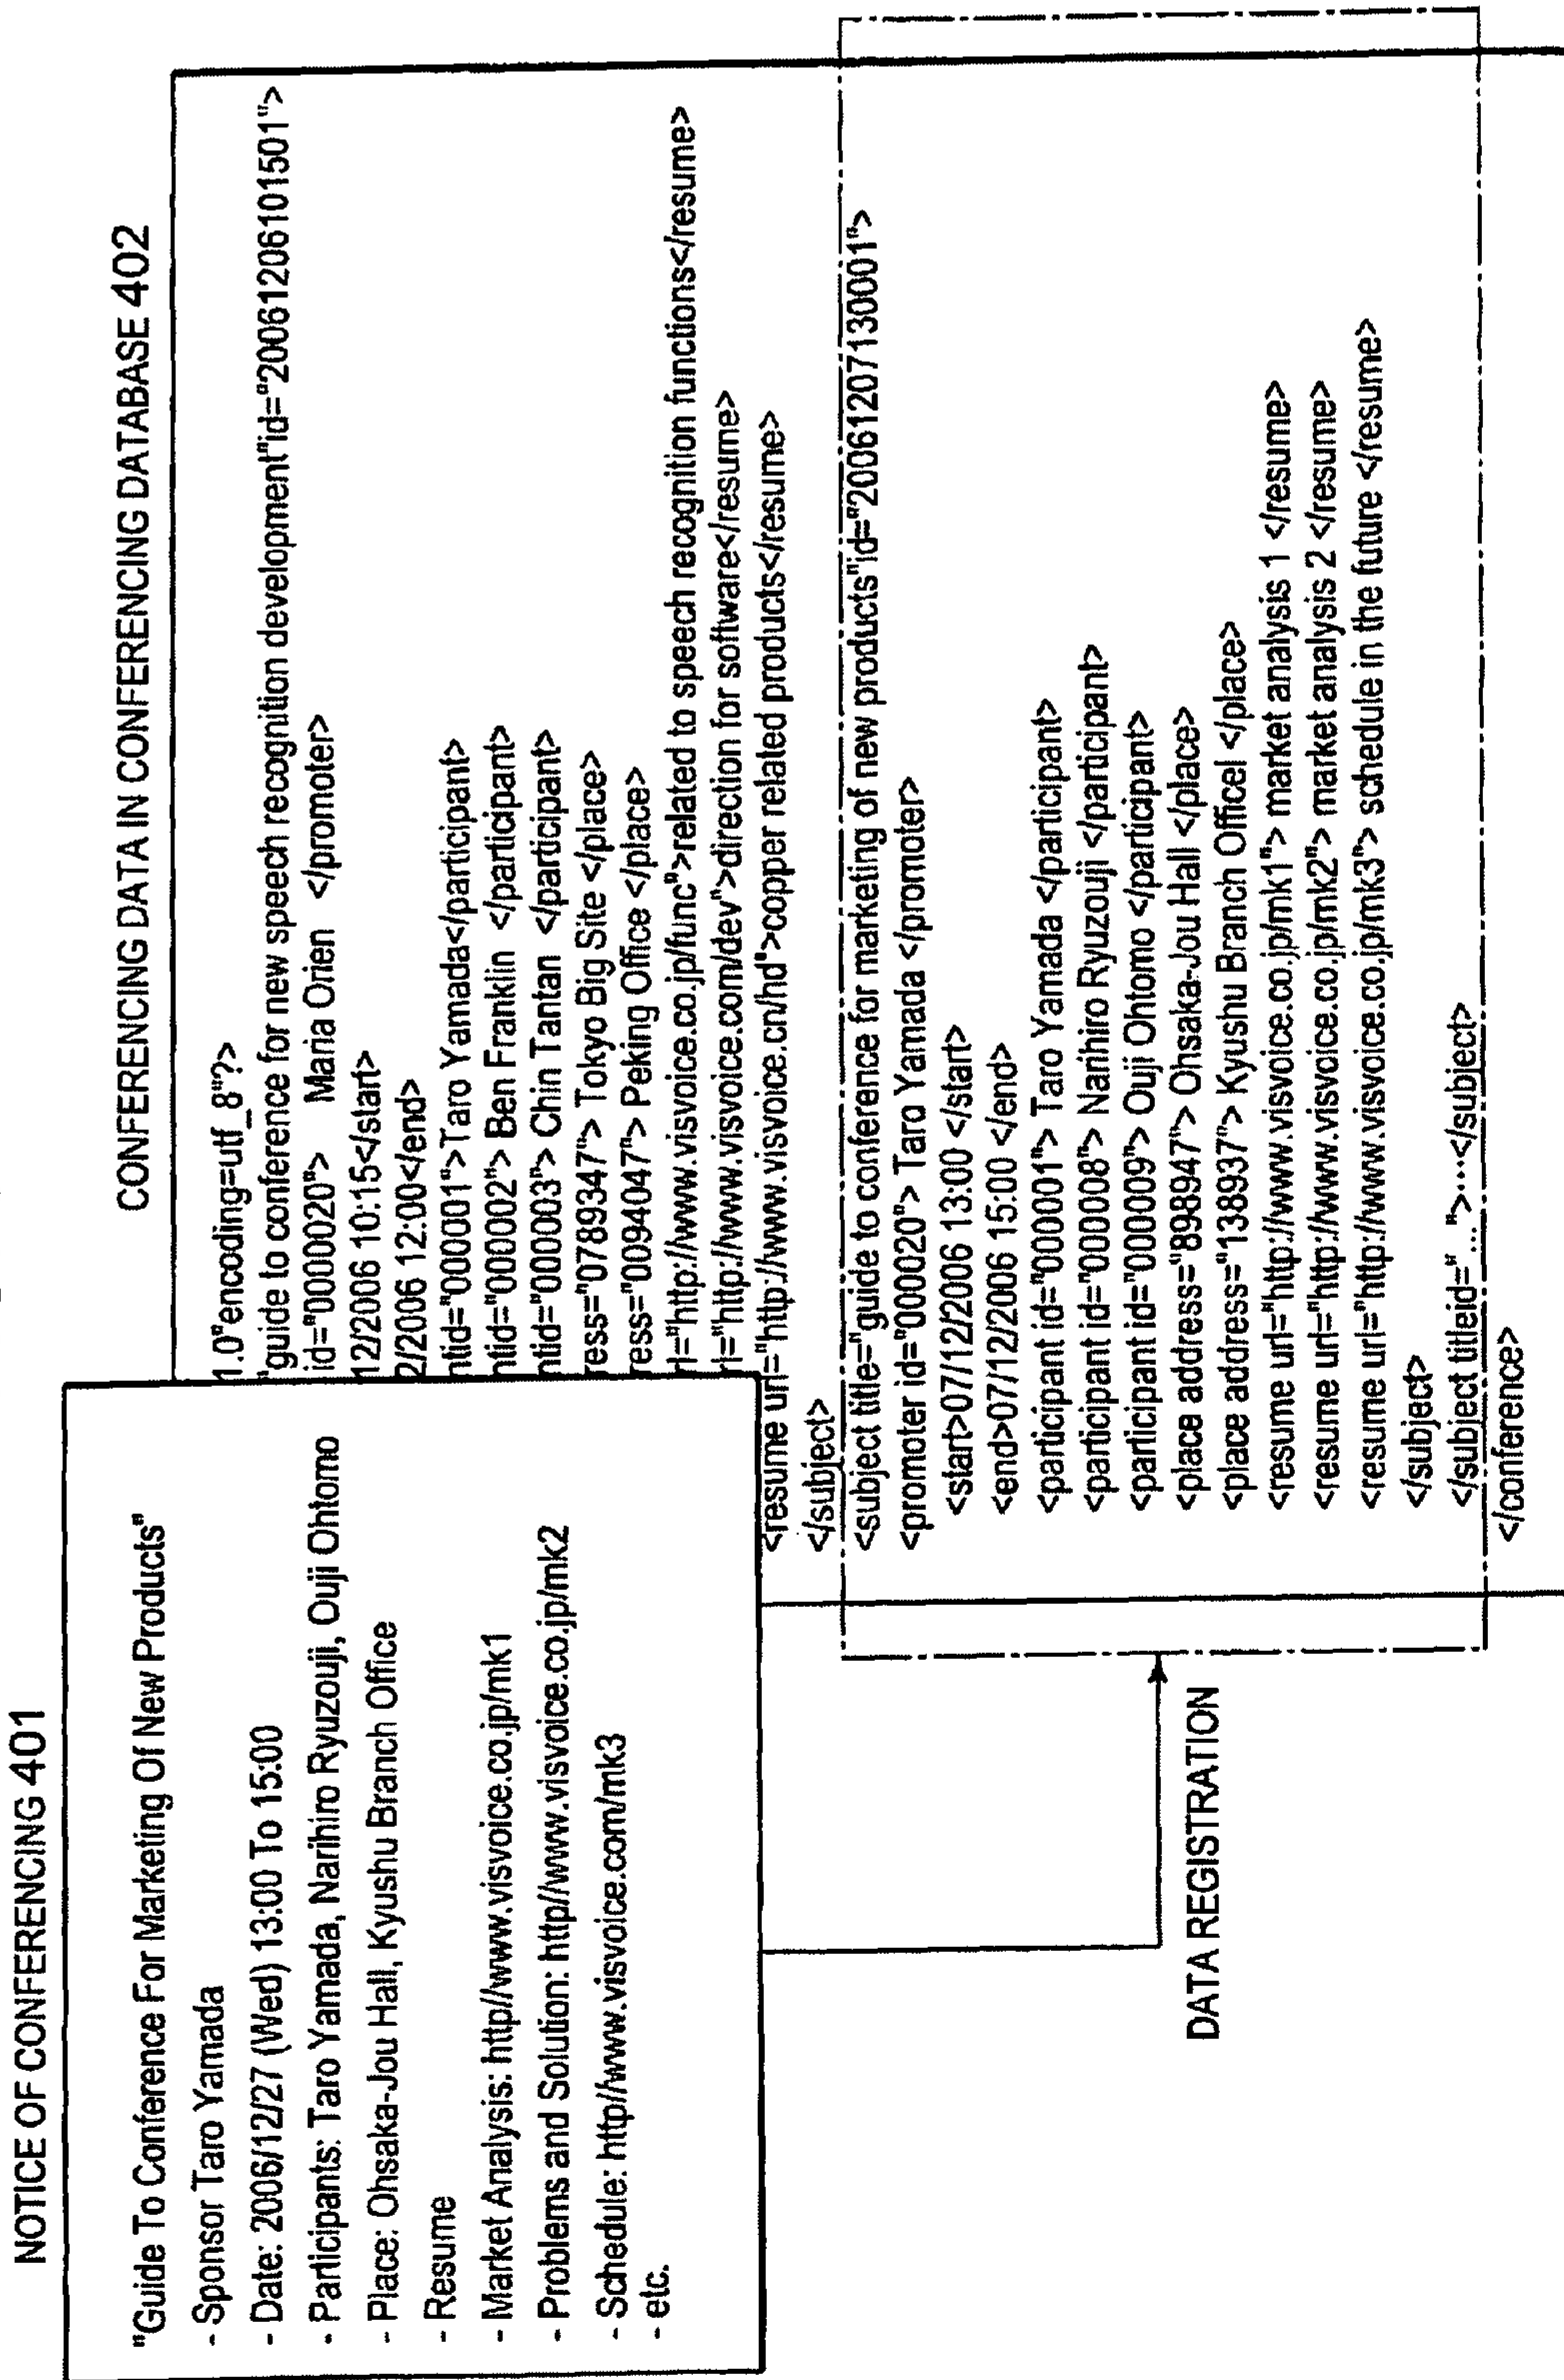 NOTICE OF CONFERENCING 401
"Guide To Conference For Marketing Of New Products"
- Sponsor Taro Yamada
- Date: 2006/12/27 (Wed) 13:00 To 15:00
- Participants: Taro Yamada, Narihiro Ryuzouji, Ouji Ohtomo
- Place: Ohsaka-Jou Hall, Kyushu Branch Office
- Resume
- Market Analysis: http//www.visvoice.co.jp/mk1
- Problems and Solution: http//www.visvoice.co.jp/mk2
- Schedule: http//www.visvoice.com/mk3
- etc.
CONFERENCING DATA IN CONFERENCING DATABASE 402
1.0"encoding=utf_8"?>
"guide to conference for new speech recognition development"id="20061206101501">
id="000020"> Maria Orien </promoter>
12/2006 10:15</start>
2/2006 12:00</end>
ntid="000001">Taro Yamada</participant>
ntid="000002"> Ben Franklin </participant>
ntid="000003"> Chin Tantan </participant>
ress="0789347"> Tokyo Big Site </place>
ress="0094047"> Peking Office </place>
rl="http://www.visvoice.co.jp/func">related to speech recognition functions</resume>
rl="http://www.visvoice.com/dev">direction for software</resume>
<resume url="http://www.visvoice.cn/hd">copper related products</resume>
</subject>
<subject title="guide to conference for marketing of new products"id="20061207130001">
<promoter id="000020"> Taro Yamada </promoter>
<start>07/12/2006 13:00 </start>
<end>07/12/2006 15:00 </end>
<participant id="000001"> Taro Yamada </participant>
<participant id="000008"> Narihiro Ryuzouji </participant>
<participant id="000009"> Ouji Ohtomo </participant>
<place address="898947"> Ohsaka-Jou Hall </place>
<place address="138937"> Kyushu Branch Officel </place>
<resume url="http://www.visvoice.co.jp/mk1"> market analysis 1 </resume>
<resume url="http://www.visvoice.co.jp/mk2"> market analysis 2 </resume>
<resume url="http://www.visvoice.co.jp/mk3"> schedule in the future </resume>
</subject>
</subject titleid="...">····</subject>
</conference>
DATA REGISTRATION